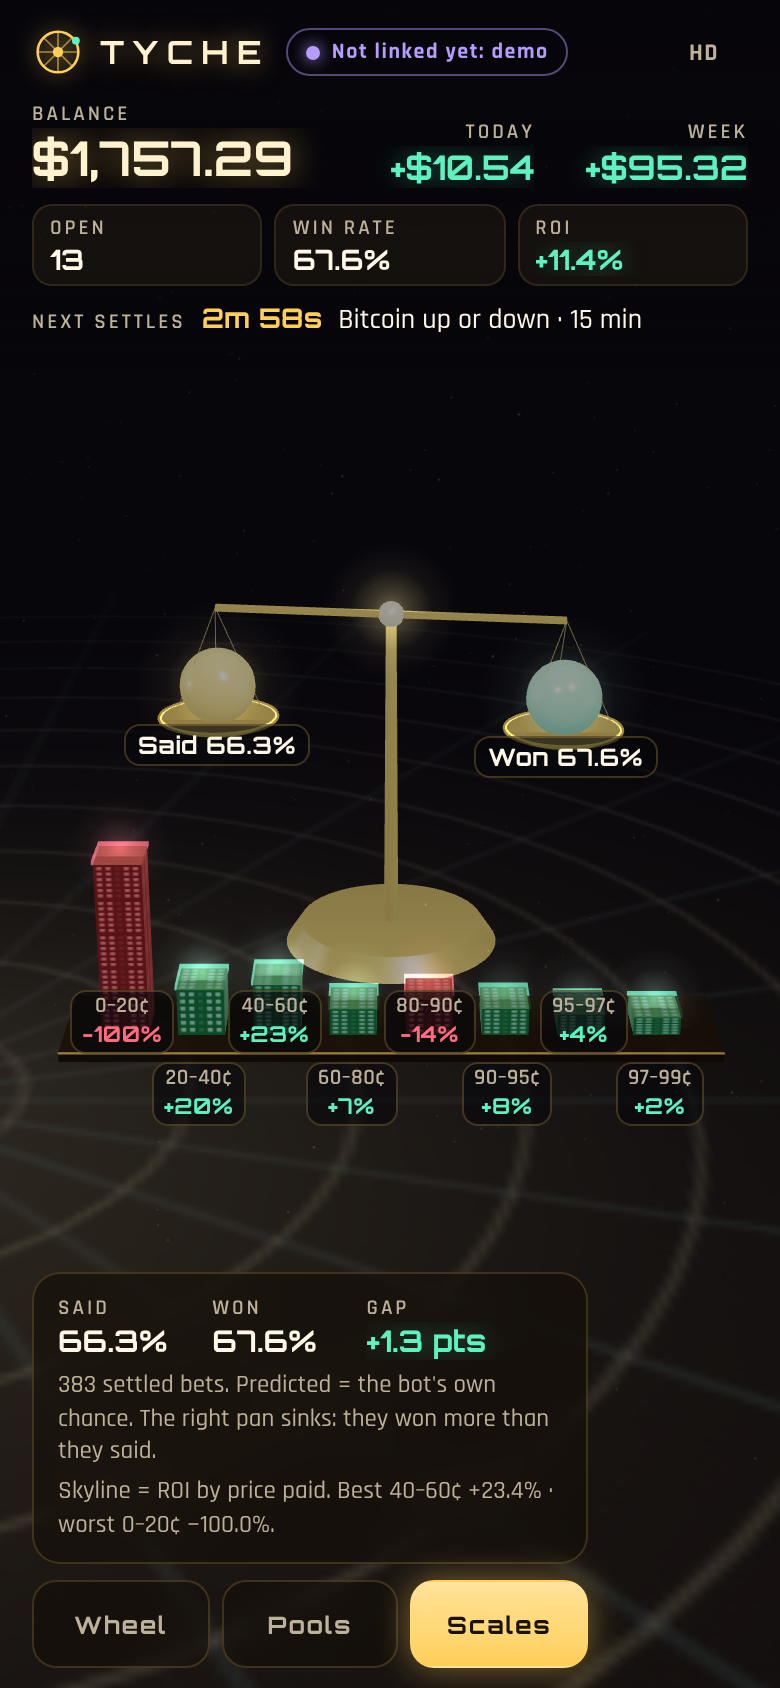 TYCHE
Not linked yet: demo
HD
BALANCE
$1,757.29
TODAY
+$10.54
WEEK
+$95.32
OPEN
13
WIN RATE
67.6%
ROI
+11.4%
NEXT SETTLES 2m 58s Bitcoin up or down · 15 min
Said 66.3%
Won 67.6%
0–20¢
−100%
40–60¢
+23%
80–90¢
−14%
95–97¢
+4%
20–40¢
+20%
60–80¢
+7%
90–95¢
+8%
97–99¢
+2%
SAID
66.3%
WON
67.6%
GAP
+1.3 pts
383 settled bets. Predicted = the bot's own
chance. The right pan sinks: they won more than
they said.
Skyline = ROI by price paid. Best 40–60¢ +23.4% ·
worst 0–20¢ −100.0%.
Wheel
Pools
Scales